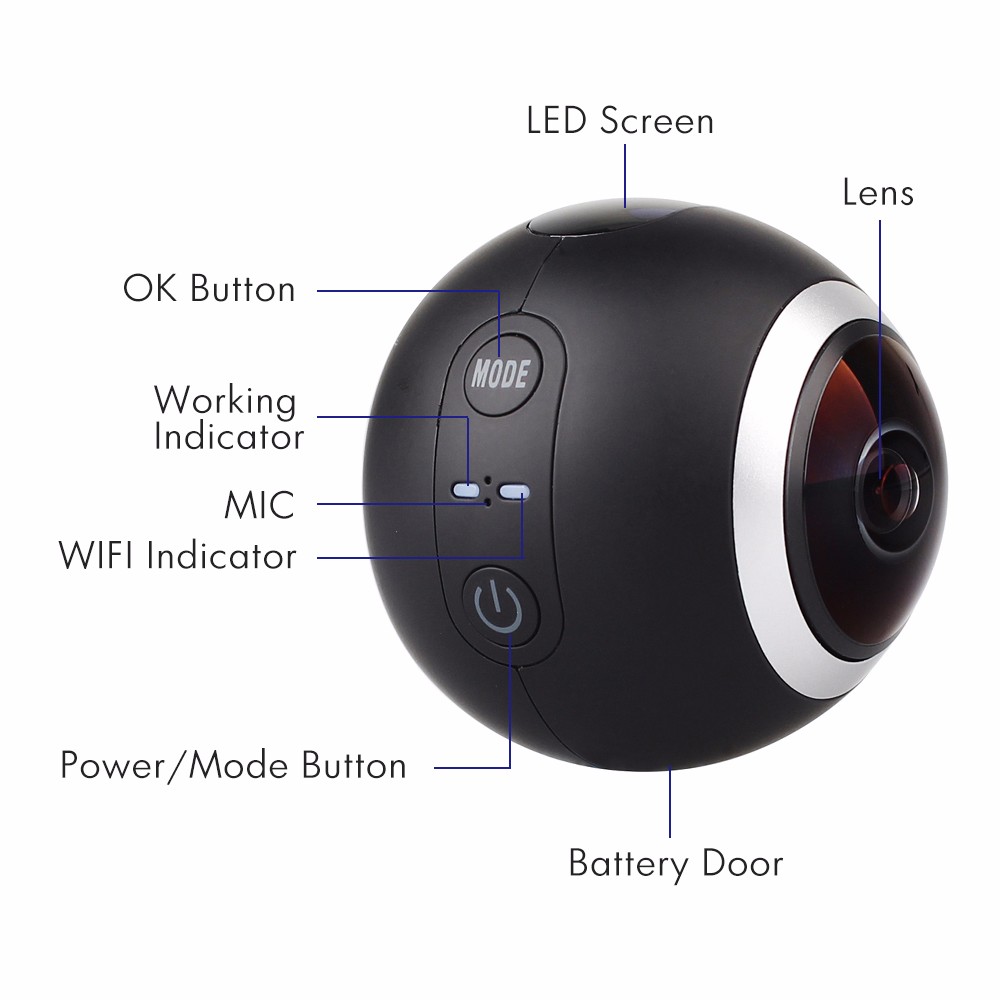 LED Screen
Lens
OK Button
MODE
Working
Indicator
MIC
WIFI Indicator
Power/Mode Button
Battery Door